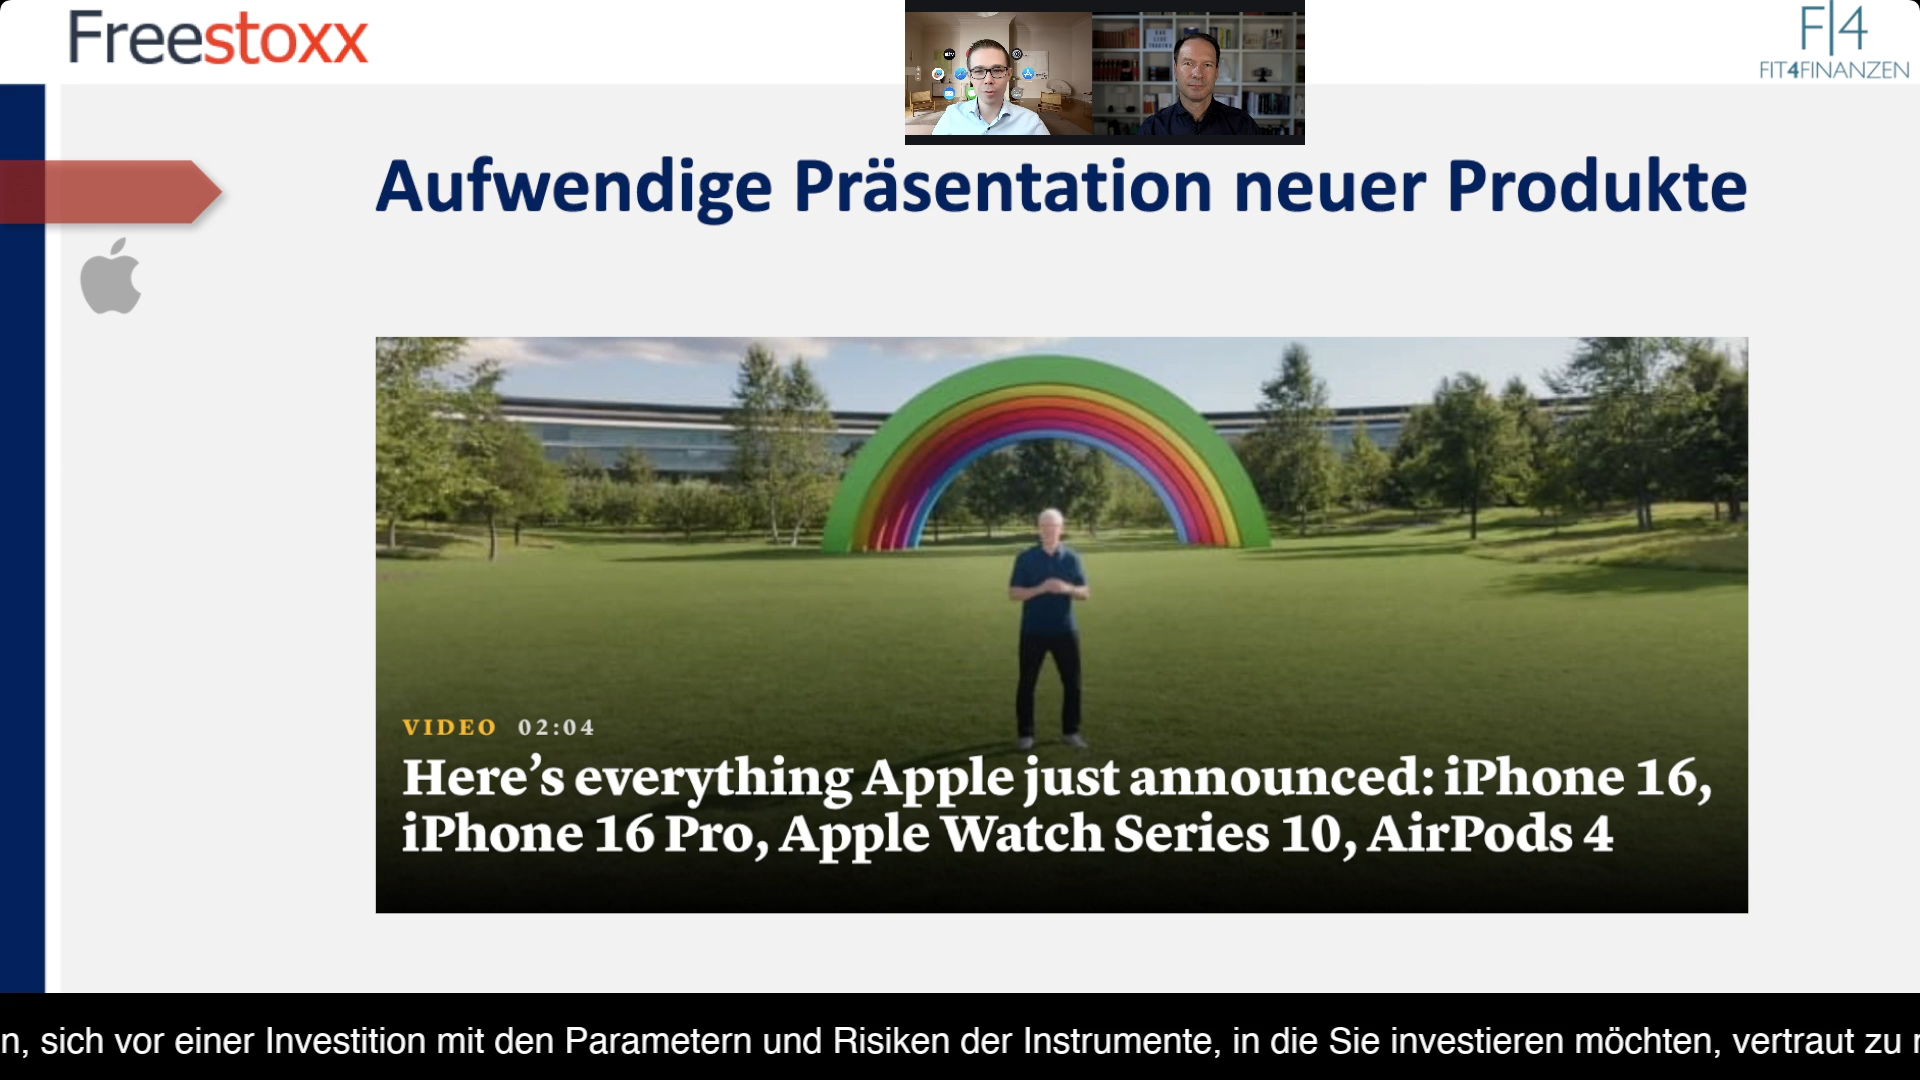 Freestoxx
F|4
FIT4FINANZEN
Aufwendige Präsentation neuer Produkte
VIDEO 02:04
Here’s everything Apple just announced: iPhone 16,
iPhone 16 Pro, Apple Watch Series 10, AirPods 4
n, sich vor einer Investition mit den Parametern und Risiken der Instrumente, in die Sie investieren möchten, vertraut zu